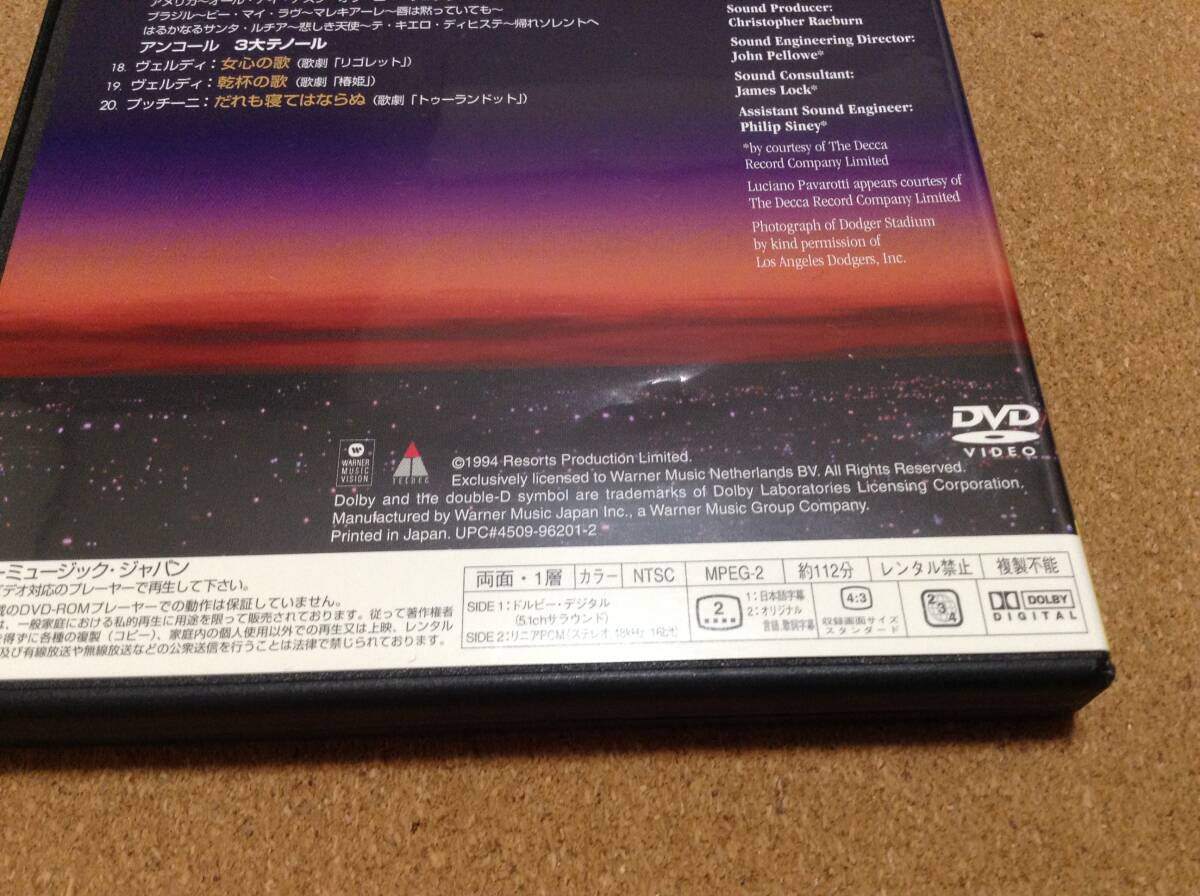 ブラジル〜ビー・マイ・ラヴ〜マレキアーレ〜唇は黙っていても〜
はるかなるサンタ・ルチア〜悲しき天使〜テ・キエロ・ディヒステ〜帰れソレントへ
アンコール 3大テノール
18. ヴェルディ：女心の歌（歌劇「リゴレット」）
19. ヴェルディ：乾杯の歌（歌劇「椿姫」）
20. プッチーニ：だれも寝てはならぬ（歌劇「トゥーランドット」）
Sound Producer:
Christopher Raeburn
Sound Engineering Director:
John Pellowe*
Sound Consultant:
James Lock*
Assistant Sound Engineer:
Philip Siney*
*by courtesy of The Decca
Record Company Limited
Luciano Pavarotti appears courtesy of
The Decca Record Company Limited
Photograph of Dodger Stadium
by kind permission of
Los Angeles Dodgers, Inc.
DVD
VIDEO
WARNER
MUSIC
VISION
TELDEC
©1994 Resorts Production Limited.
Exclusively licensed to Warner Music Netherlands BV. All Rights Reserved.
Dolby and the double-D symbol are trademarks of Dolby Laboratories Licensing Corporation.
Manufactured by Warner Music Japan Inc., a Warner Music Group Company.
Printed in Japan. UPC#4509-96201-2
ーミュージック・ジャパン
ビデオ対応のプレーヤーで再生して下さい。
載のDVD-ROMプレーヤーでの動作は保証していません。
は、一般家庭における私的再生に用途を限って販売されております。従って著作権者
を得ずに各種の複製（コピー）、家庭内の個人使用以外での再生又は上映、レンタル
及び有線放送や無線放送などの公衆送信を行うことは法律で禁じられております。
両面・1層 カラー NTSC MPEG-2 約112分 レンタル禁止 複製不能
SIDE 1：ドルビー・デジタル
（5.1chサラウンド）
SIDE 2：リニアPCM（ステレオ 48kHz 16bit）
2
1：日本語字幕
2：オリジナル
言語歌詞字幕
4:3
収録画面サイズ
スタンダード
2
3
4
DOLBY
DIGITAL